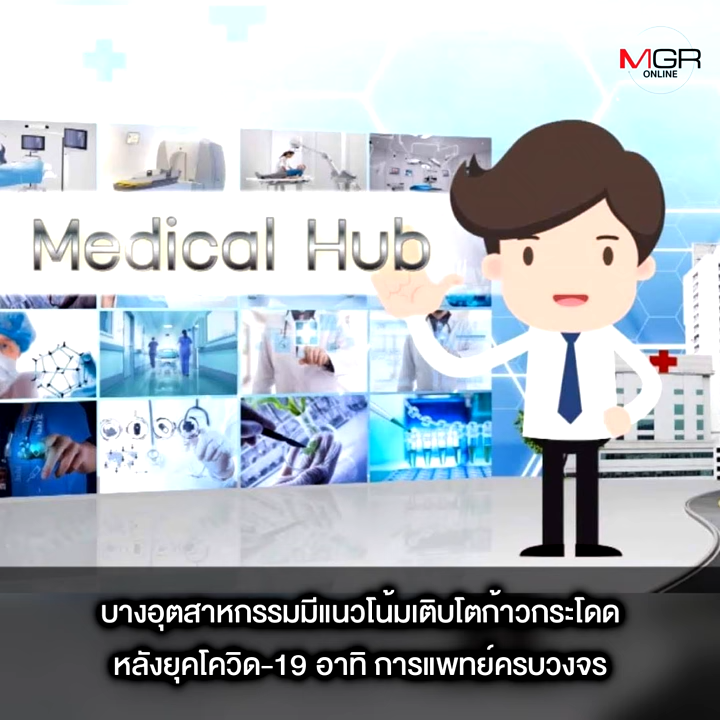 MGR
ONLINE
Medical Hub
บางอุตสาหกรรมมีแนวโน้มเติบโตก้าวกระโดด
หลังยุคโควิด-19 อาทิ การแพทย์ครบวงจร